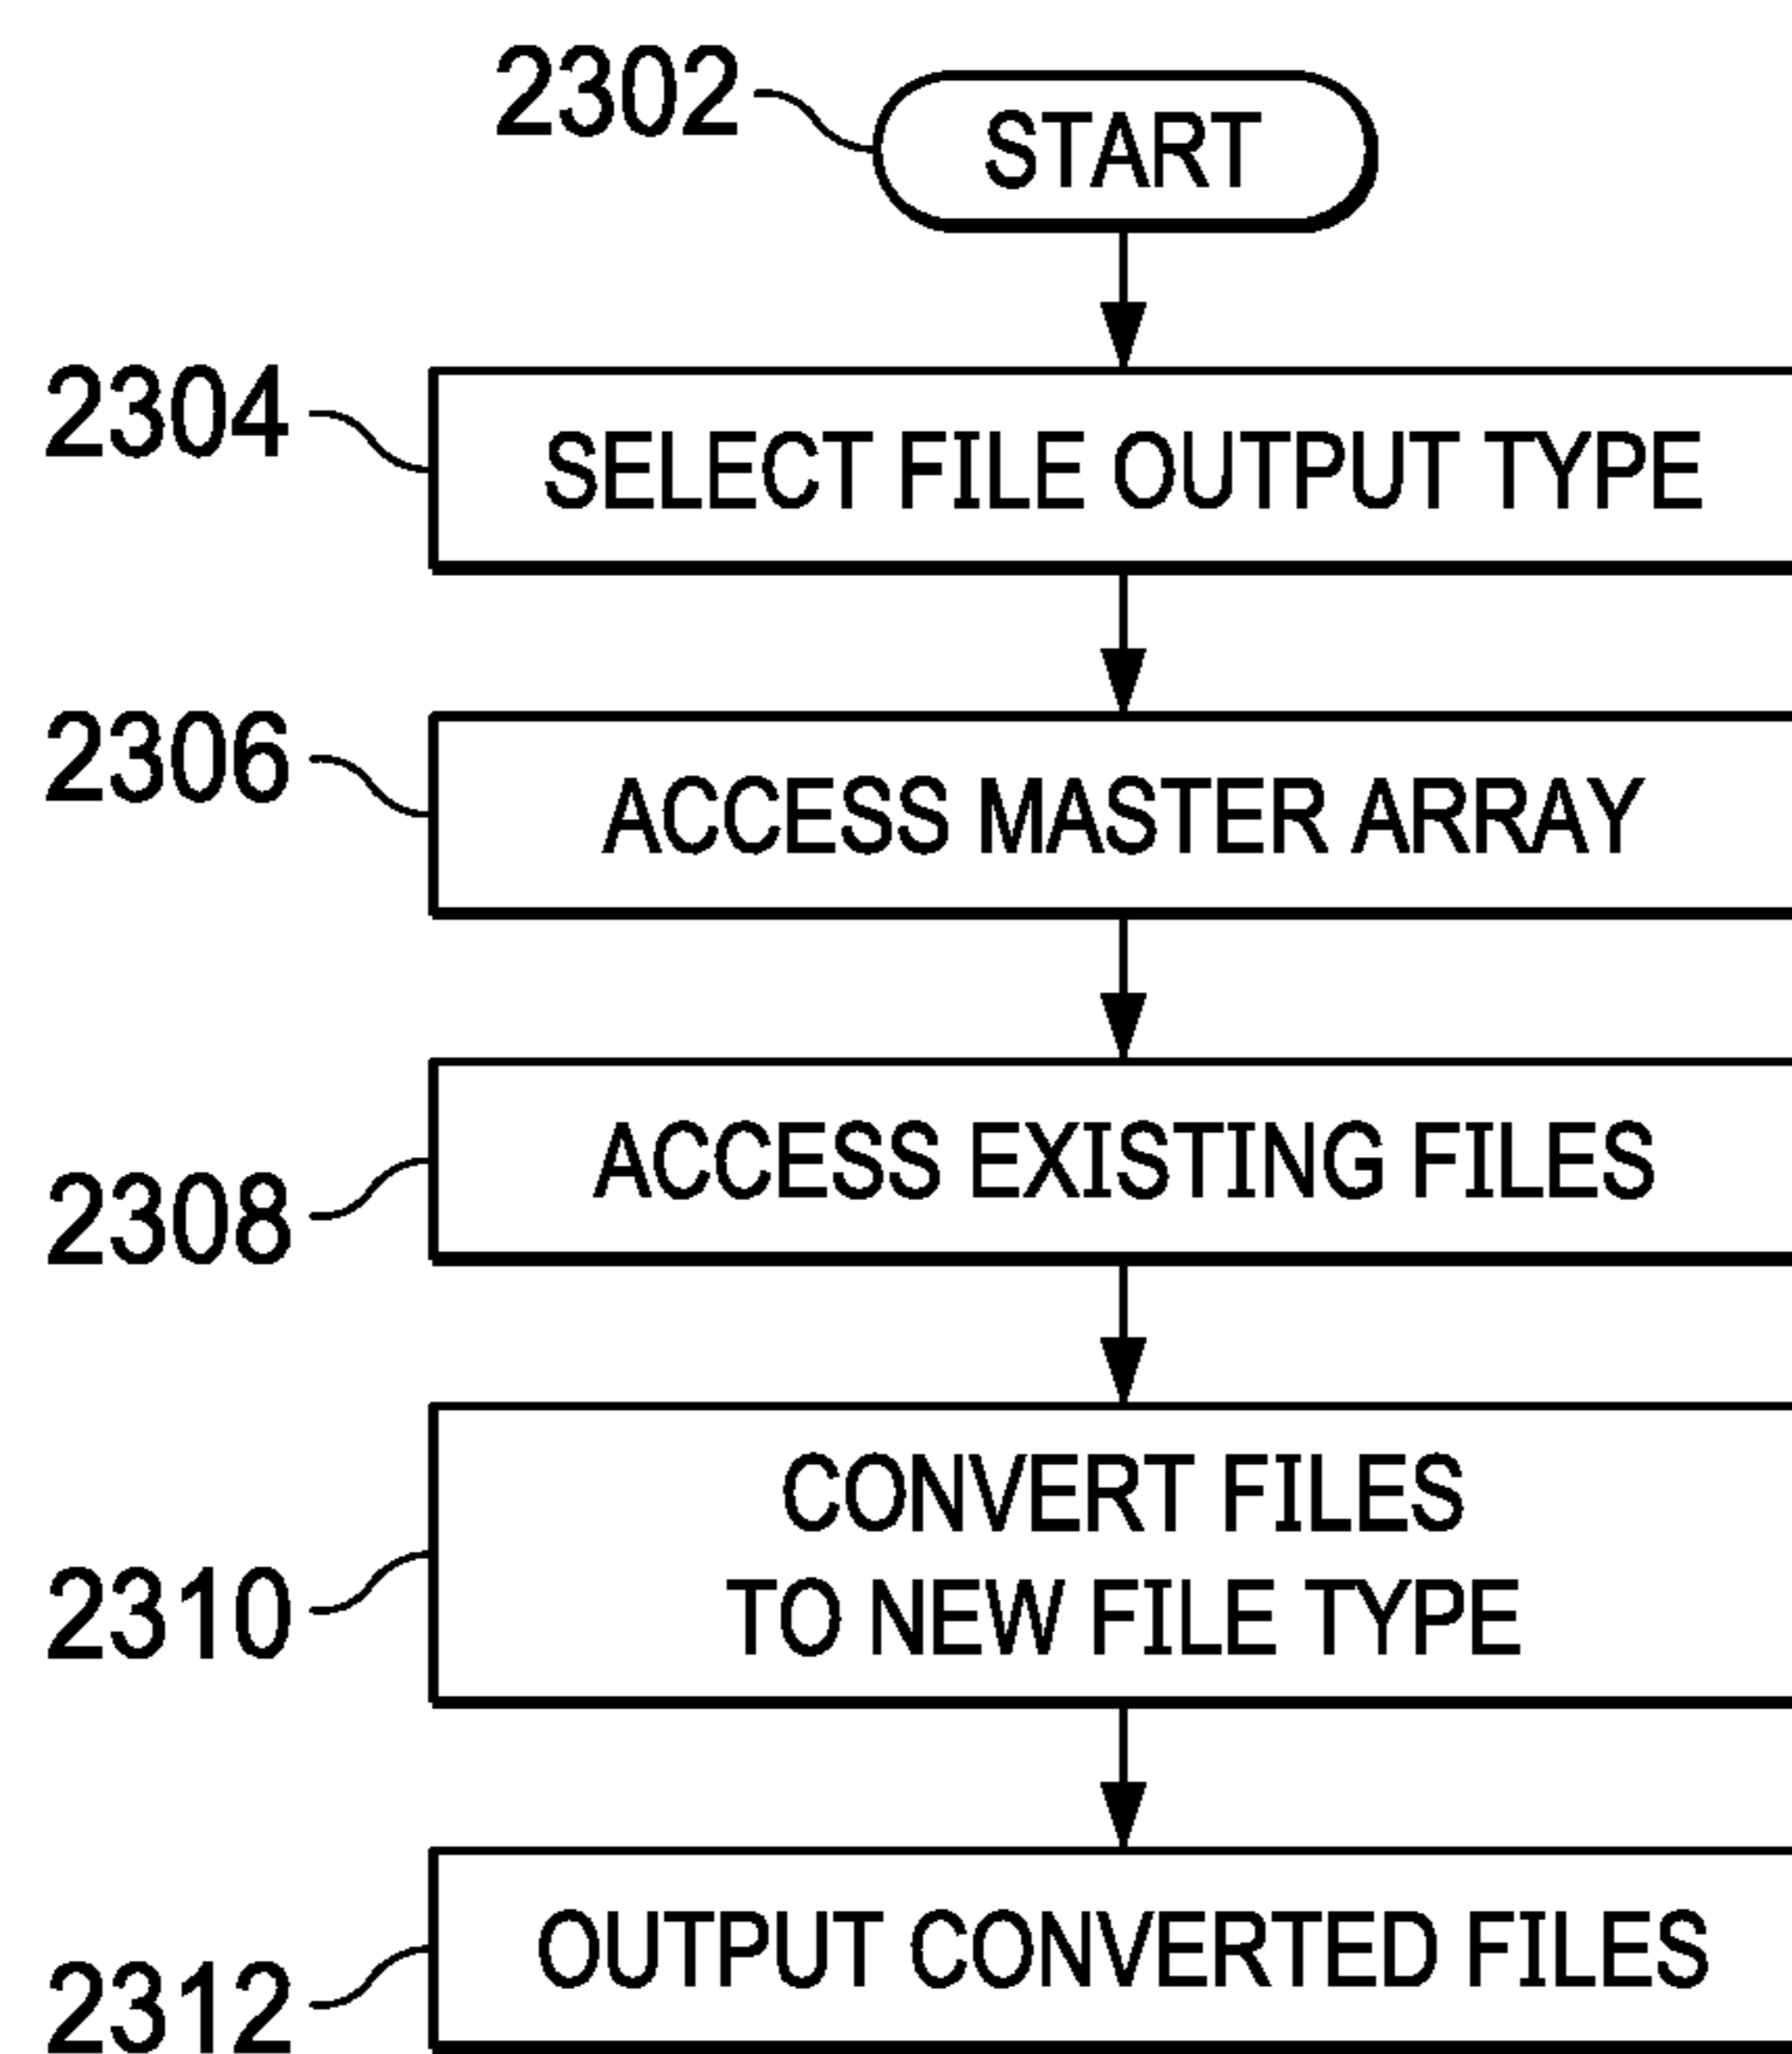 2302
START
2304
SELECT FILE OUTPUT TYPE
2306
ACCESS MASTER ARRAY
2308
ACCESS EXISTING FILES
2310
CONVERT FILES
TO NEW FILE TYPE
2312
OUTPUT CONVERTED FILES